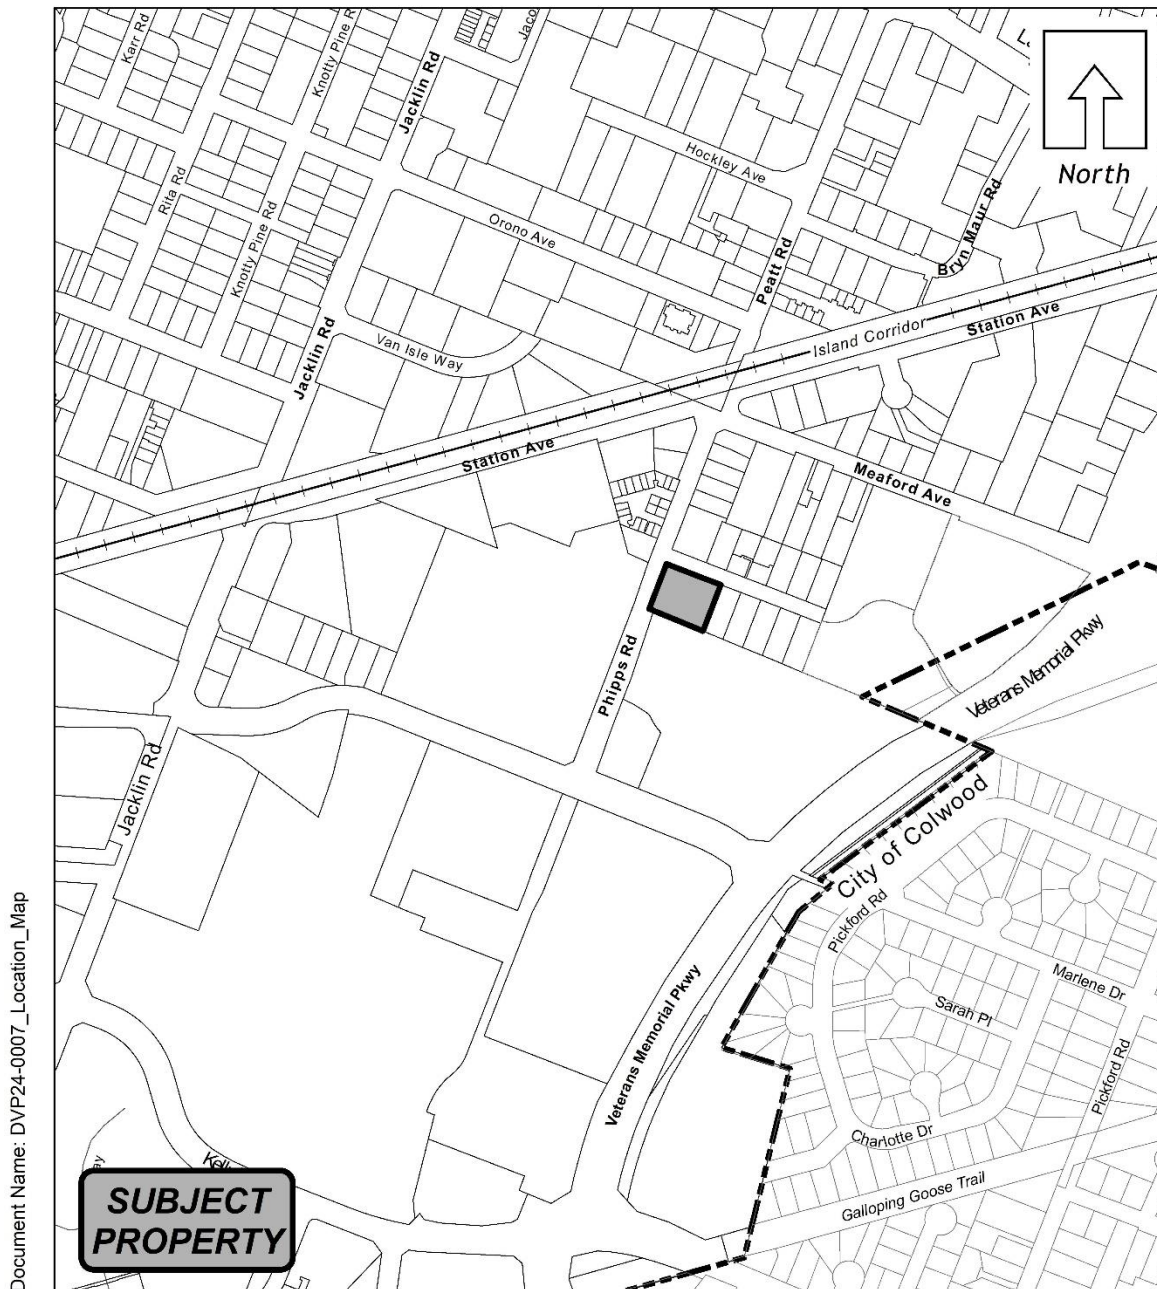 Karr Rd
Knotty Pine R
Jaco
Jacklin Rd
L
North
Hockley Ave
Rita Rd
Knotty Pine Rd
Orono Ave
Peatt Rd
Bryn Maur Rd
Jacklin Rd
Van Isle Way
Island Corridor
Station Ave
Station Ave
Meaford Ave
Phipps Rd
Veterans Memorial Pkwy
Jacklin Rd
City of Colwood
Pickford Rd
Marlene Dr
Sarah Pl
Veterans Memorial Pkwy
Pickford Rd
Charlotte Dr
Galloping Goose Trail
ay
Kell
SUBJECT
PROPERTY
Document Name: DVP24-0007_Location_Map